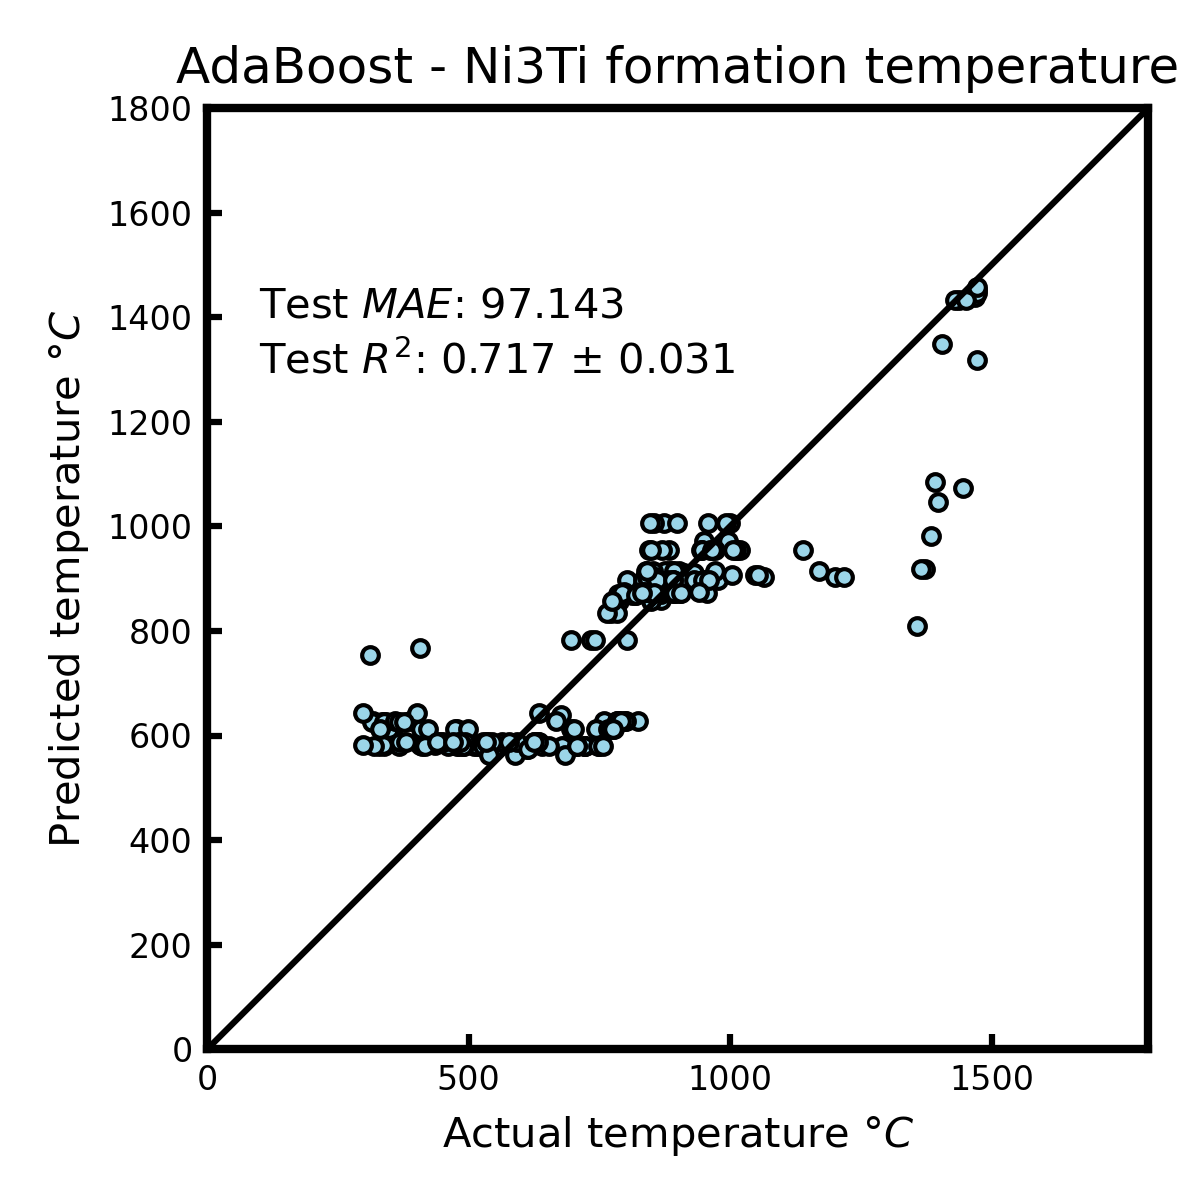 AdaBoost - Ni3Ti formation temperature
1800
1600
1400
1200
1000
800
600
400
200
0
Test MAE: 97.143
Test R²: 0.717 ± 0.031
Predicted temperature °C
0 500 1000 1500
Actual temperature °C